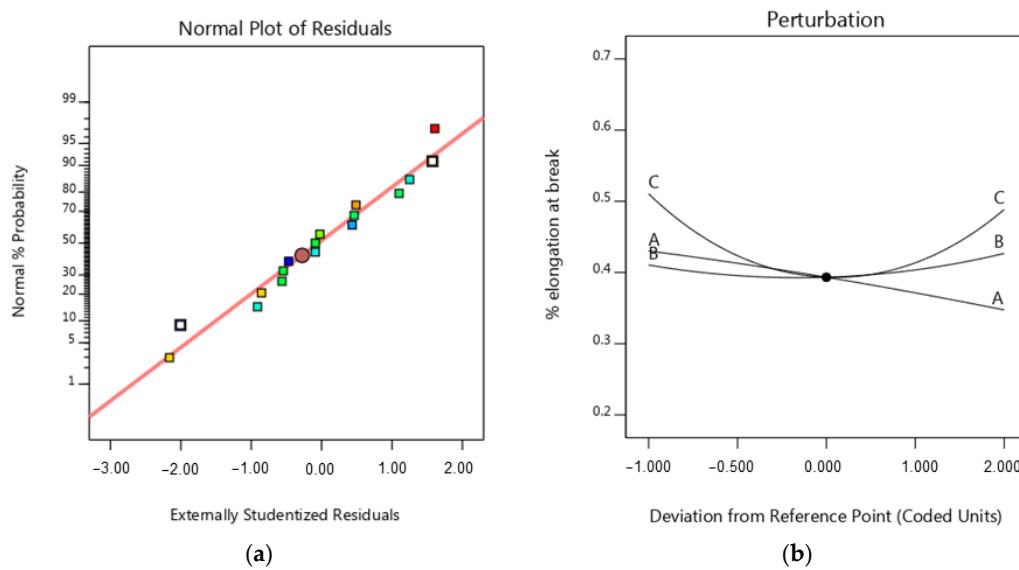 Normal Plot of Residuals
Normal % Probability
99
95
90
80
70
50
30
20
10
5
1
−3.00 −2.00 −1.00 0.00 1.00 2.00
Externally Studentized Residuals
(a)
Perturbation
% elongation at break
0.7
0.6
0.5
0.4
0.3
0.2
C
A
B
C
B
A
−1.000 −0.500 0.000 1.000 2.000
Deviation from Reference Point (Coded Units)
(b)